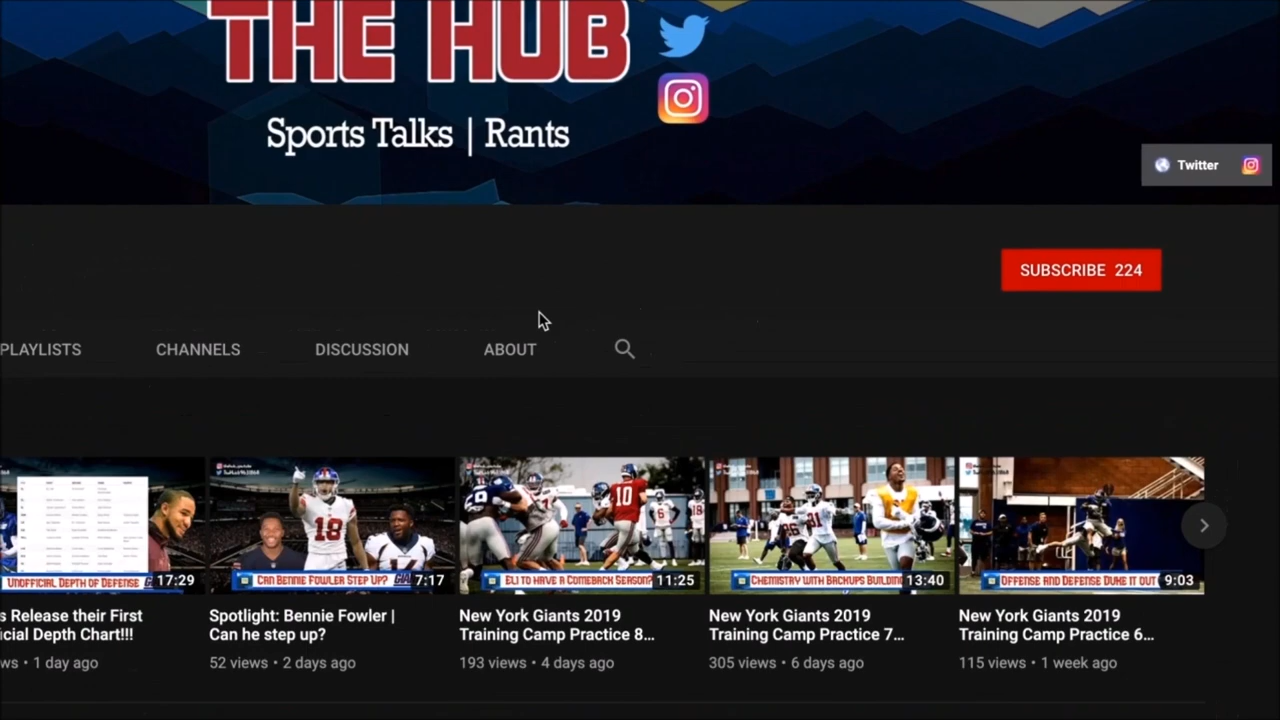 THE HUB
Sports Talks | Rants
Twitter
SUBSCRIBE 224
PLAYLISTS CHANNELS DISCUSSION ABOUT
UNOFFICIAL DEPTH OF DEFENSE
17:29
CAN BENNIE FOWLER STEP UP?
7:17
10
18
ELI TO HAVE A COMEBACK SEASON?
11:25
CHEMISTRY WITH BACKUPS BUILDING
13:40
OFFENSE AND DEFENSE DUKE IT OUT
9:03
s Release their First
icial Depth Chart!!!
ws • 1 day ago
Spotlight: Bennie Fowler |
Can he step up?
52 views • 2 days ago
New York Giants 2019
Training Camp Practice 8...
193 views • 4 days ago
New York Giants 2019
Training Camp Practice 7...
305 views • 6 days ago
New York Giants 2019
Training Camp Practice 6...
115 views • 1 week ago